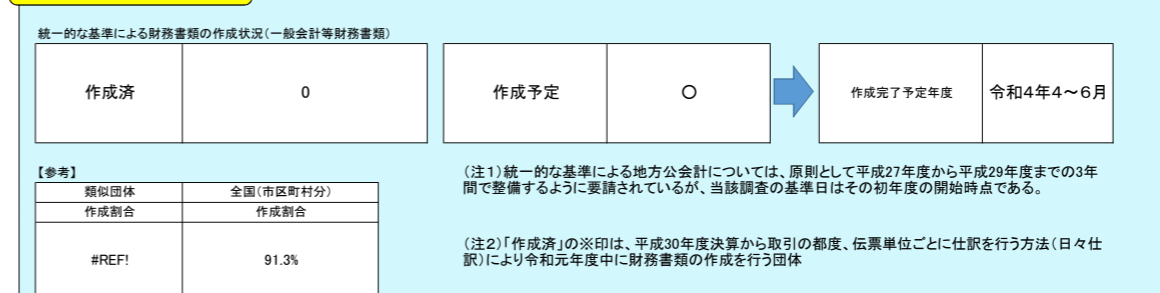 統一的な基準による財務書類の作成状況（一般会計等財務書類）
作成済
0
作成予定
〇
作成完了予定年度
令和４年４～６月
【参考】
類似団体
全国（市区町村分）
作成割合
作成割合
#REF!
91.3%
（注１）統一的な基準による地方公会計については、原則として平成27年度から平成29年度までの3年
間で整備するように要請されているが、当該調査の基準日はその初年度の開始時点である。
（注２）「作成済」の※印は、平成30年度決算から取引の都度、伝票単位ごとに仕訳を行う方法（日々仕
訳）により令和元年度中に財務書類の作成を行う団体